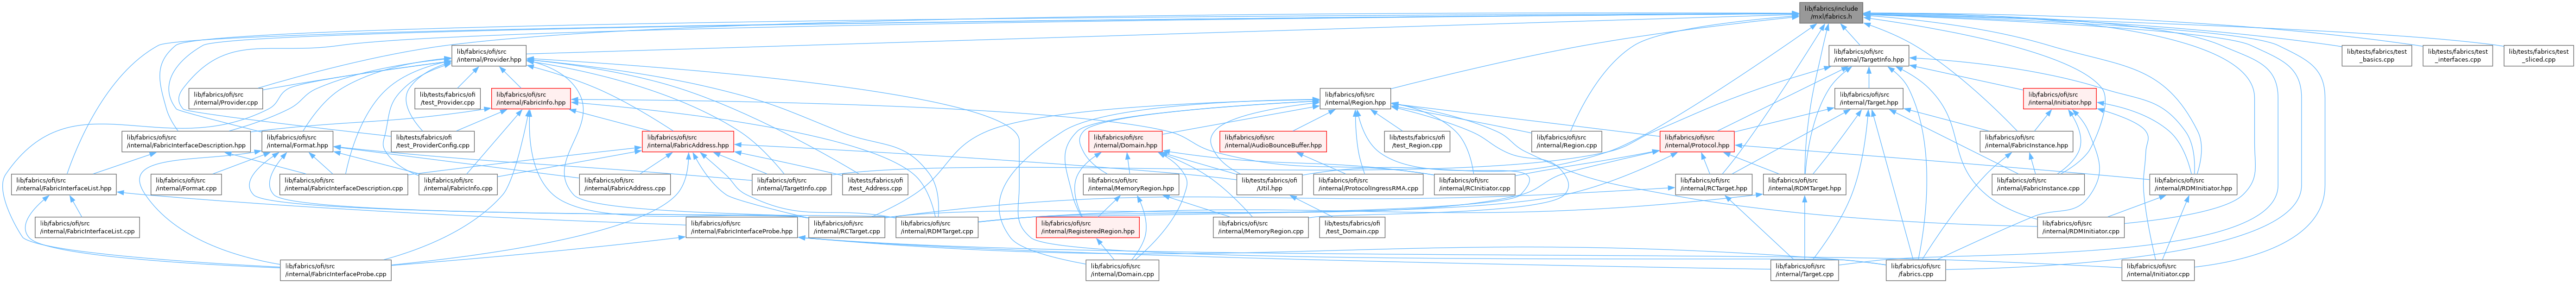 lib/fabrics/include
/mxl/fabrics.h
lib/fabrics/ofi/src
/internal/Provider.hpp
lib/fabrics/ofi/src
/internal/TargetInfo.hpp
lib/tests/fabrics/test
_basics.cpp
lib/tests/fabrics/test
_interfaces.cpp
lib/tests/fabrics/test
_sliced.cpp
lib/fabrics/ofi/src
/internal/Provider.cpp
lib/tests/fabrics/ofi
/test_Provider.cpp
lib/fabrics/ofi/src
/internal/FabricInfo.hpp
lib/fabrics/ofi/src
/internal/Region.hpp
lib/fabrics/ofi/src
/internal/Target.hpp
lib/fabrics/ofi/src
/internal/Initiator.hpp
lib/fabrics/ofi/src
/internal/FabricInterfaceDescription.hpp
lib/fabrics/ofi/src
/internal/Format.hpp
lib/tests/fabrics/ofi
/test_ProviderConfig.cpp
lib/fabrics/ofi/src
/internal/FabricAddress.hpp
lib/fabrics/ofi/src
/internal/Domain.hpp
lib/fabrics/ofi/src
/internal/AudioBounceBuffer.hpp
lib/tests/fabrics/ofi
/test_Region.cpp
lib/fabrics/ofi/src
/internal/Region.cpp
lib/fabrics/ofi/src
/internal/Protocol.hpp
lib/fabrics/ofi/src
/internal/FabricInstance.hpp
lib/fabrics/ofi/src
/internal/FabricInterfaceList.hpp
lib/fabrics/ofi/src
/internal/Format.cpp
lib/fabrics/ofi/src
/internal/FabricInterfaceDescription.cpp
lib/fabrics/ofi/src
/internal/FabricInfo.cpp
lib/fabrics/ofi/src
/internal/FabricAddress.cpp
lib/fabrics/ofi/src
/internal/TargetInfo.cpp
lib/tests/fabrics/ofi
/test_Address.cpp
lib/fabrics/ofi/src
/internal/MemoryRegion.hpp
lib/tests/fabrics/ofi
/Util.hpp
lib/fabrics/ofi/src
/internal/ProtocolIngressRMA.cpp
lib/fabrics/ofi/src
/internal/RCInitiator.cpp
lib/fabrics/ofi/src
/internal/RCTarget.hpp
lib/fabrics/ofi/src
/internal/RDMTarget.hpp
lib/fabrics/ofi/src
/internal/FabricInstance.cpp
lib/fabrics/ofi/src
/internal/RDMInitiator.hpp
lib/fabrics/ofi/src
/internal/FabricInterfaceList.cpp
lib/fabrics/ofi/src
/internal/FabricInterfaceProbe.hpp
lib/fabrics/ofi/src
/internal/RCTarget.cpp
lib/fabrics/ofi/src
/internal/RDMTarget.cpp
lib/fabrics/ofi/src
/internal/RegisteredRegion.hpp
lib/fabrics/ofi/src
/internal/MemoryRegion.cpp
lib/tests/fabrics/ofi
/test_Domain.cpp
lib/fabrics/ofi/src
/internal/RDMInitiator.cpp
lib/fabrics/ofi/src
/internal/FabricInterfaceProbe.cpp
lib/fabrics/ofi/src
/internal/Domain.cpp
lib/fabrics/ofi/src
/internal/Target.cpp
lib/fabrics/ofi/src
/fabrics.cpp
lib/fabrics/ofi/src
/internal/Initiator.cpp